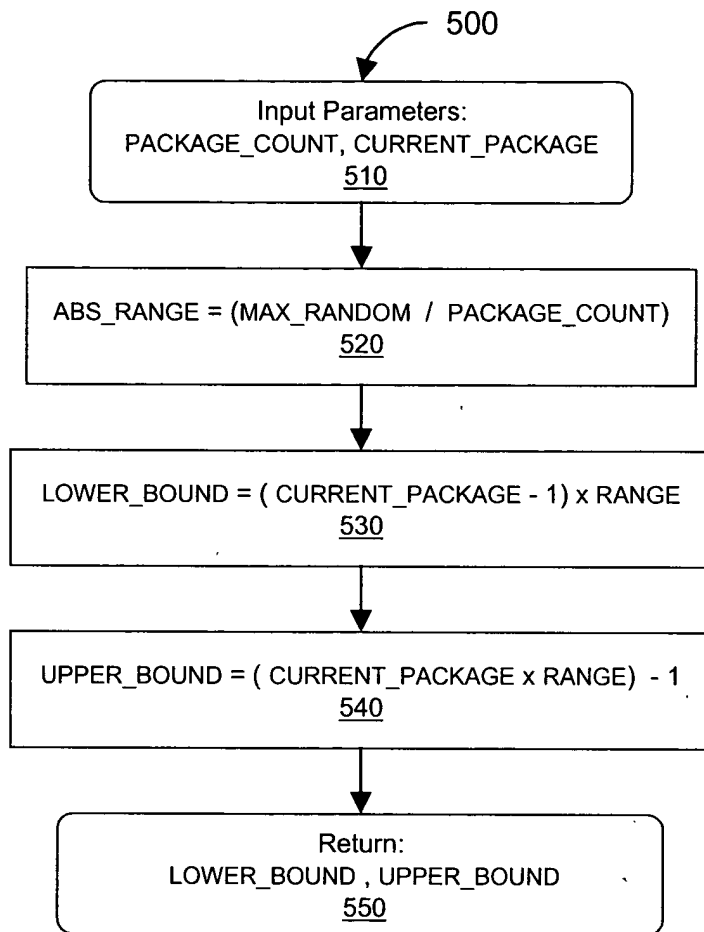 500
Input Parameters:
PACKAGE_COUNT, CURRENT_PACKAGE
510
ABS_RANGE = (MAX_RANDOM / PACKAGE_COUNT)
520
LOWER_BOUND = ( CURRENT_PACKAGE - 1) x RANGE
530
UPPER_BOUND = ( CURRENT_PACKAGE x RANGE) - 1
540
Return:
LOWER_BOUND , UPPER_BOUND
550